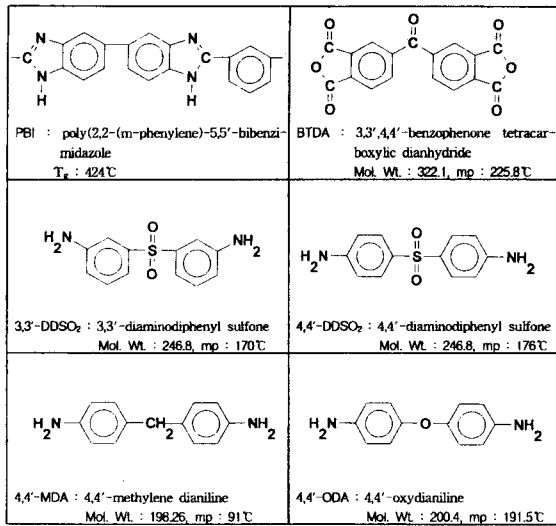 PBI : poly(2,2-(m-phenylene)-5,5'-bibenzi-
midazole
Tg : 424℃
BTDA : 3,3',4,4'-benzophenone tetracar-
boxylic dianhydride
Mol. Wt. : 322.1, mp : 225.8℃
H2N
S
O
O
NH2
3,3'-DDSO2 : 3,3'-diaminodiphenyl sulfone
Mol. Wt. : 246.8, mp : 170℃
H2N
S
O
O
NH2
4,4'-DDSO2 : 4,4'-diaminodiphenyl sulfone
Mol. Wt. : 246.8, mp : 176℃
H2N
CH2
NH2
4,4'-MDA : 4,4'-methylene dianiline
Mol. Wt. : 198.26, mp : 91℃
H2N
O
NH2
4,4'-ODA : 4,4'-oxydianiline
Mol. Wt. : 200.4, mp : 191.5℃